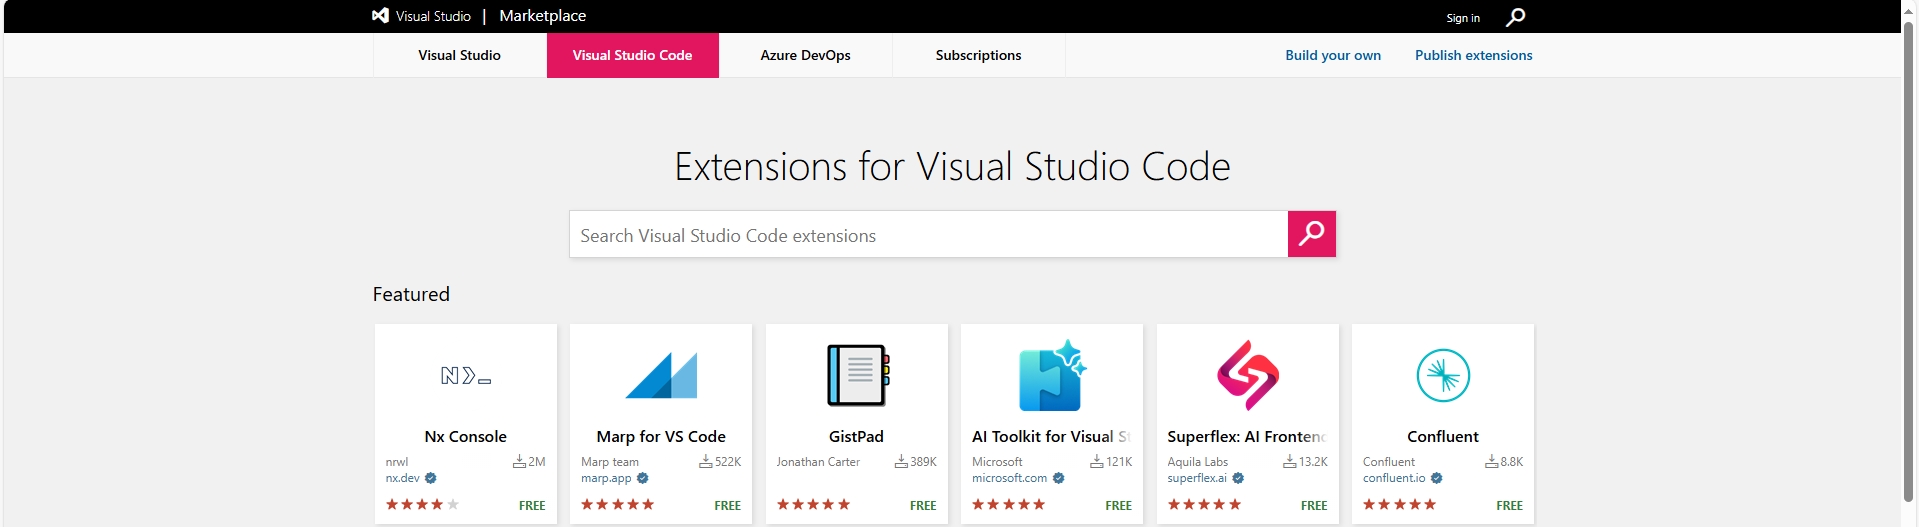 Visual Studio | Marketplace
Sign in
Visual Studio
Visual Studio Code
Azure DevOps
Subscriptions
Build your own
Publish extensions
Extensions for Visual Studio Code
Search Visual Studio Code extensions
Featured
Nx Console
nrwl 2M
nx.dev
FREE
Marp for VS Code
Marp team 522K
marp.app
FREE
GistPad
Jonathan Carter 389K
FREE
AI Toolkit for Visual St
Microsoft 121K
microsoft.com
FREE
Superflex: AI Frontend
Aquila Labs 13.2K
superflex.ai
FREE
Confluent
Confluent 8.8K
confluent.io
FREE